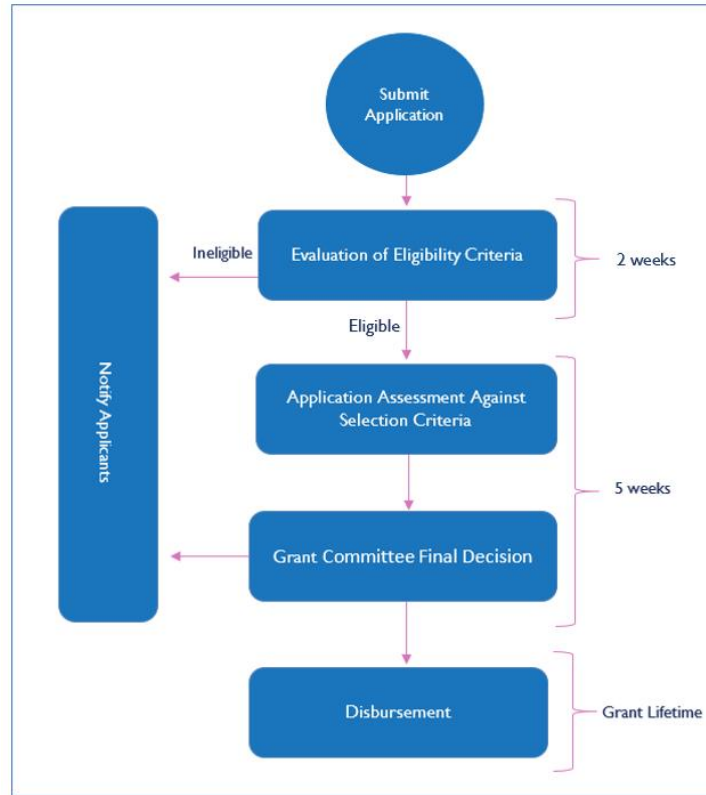 Submit
Application
Ineligible
Evaluation of Eligibility Criteria
2 weeks
Eligible
Notify Applicants
Application Assessment Against
Selection Criteria
5 weeks
Grant Committee Final Decision
Disbursement
Grant Lifetime